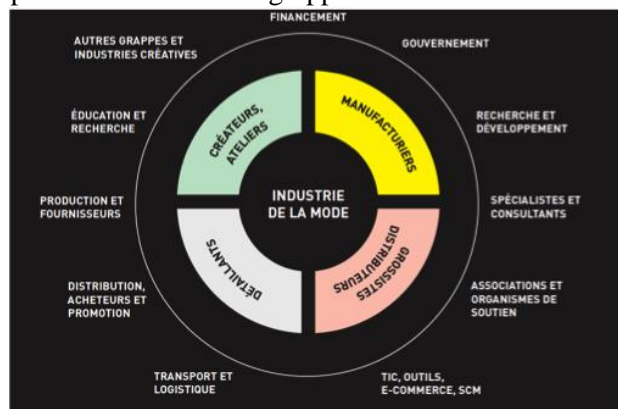 FINANCEMENT
AUTRES GRAPPES ET
INDUSTRIES CRÉATIVES
GOUVERNEMENT
ÉDUCATION ET
RECHERCHE
CRÉATEURS,
ATELIERS
MANUFACTURIERS
RECHERCHE ET
DÉVELOPPEMENT
PRODUCTION ET
FOURNISSEURS
INDUSTRIE
DE LA MODE
SPÉCIALISTES ET
CONSULTANTS
DÉTAILLANTS
GROSSISTES
DISTRIBUTEURS
DISTRIBUTION,
ACHETEURS ET
PROMOTION
ASSOCIATIONS ET
ORGANISMES DE
SOUTIEN
TRANSPORT ET
LOGISTIQUE
TIC, OUTILS,
E-COMMERCE, SCM